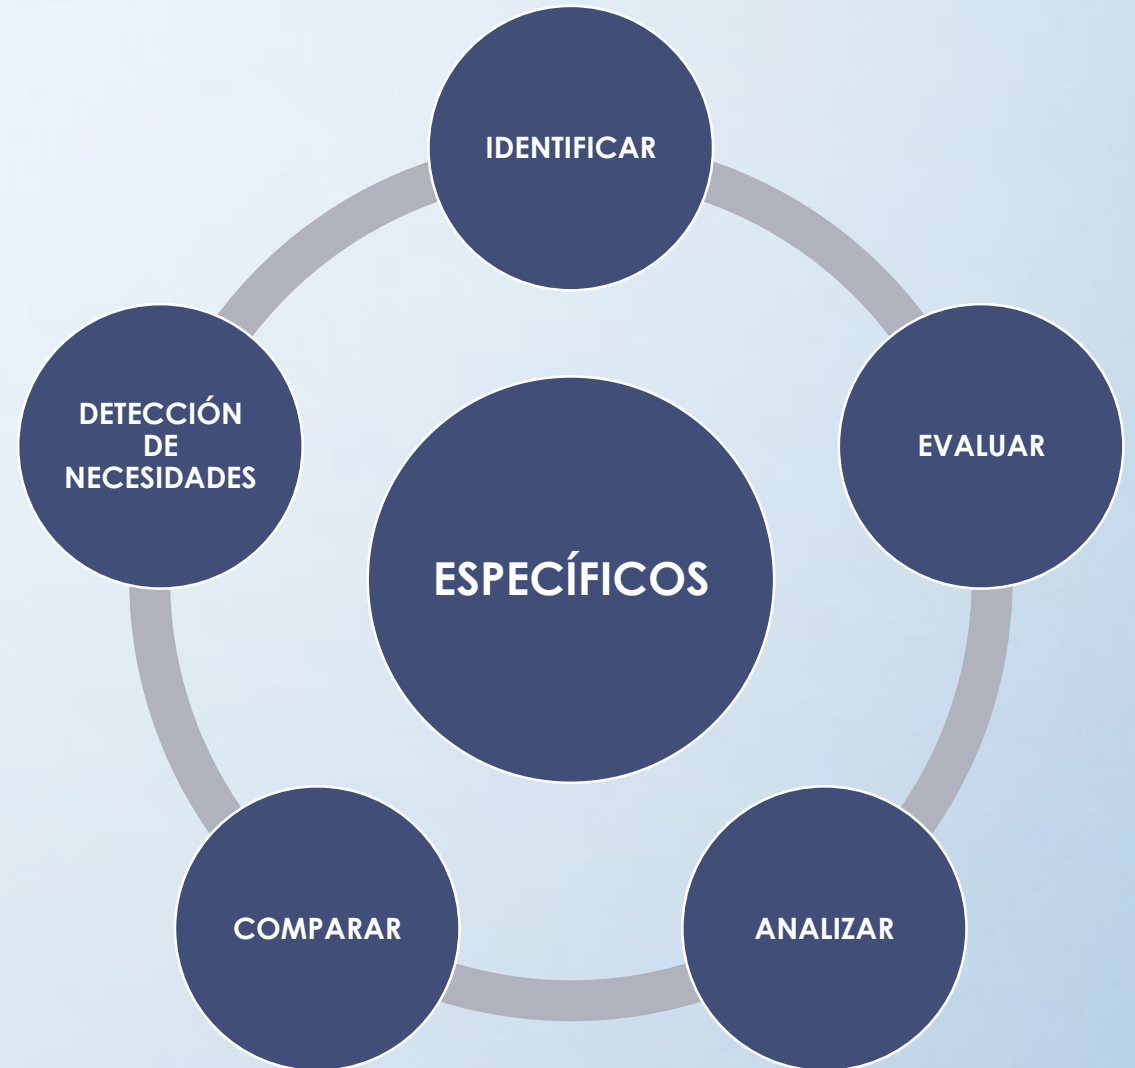 IDENTIFICAR
EVALUAR
ANALIZAR
COMPARAR
DETECCIÓN
DE
NECESIDADES
ESPECÍFICOS